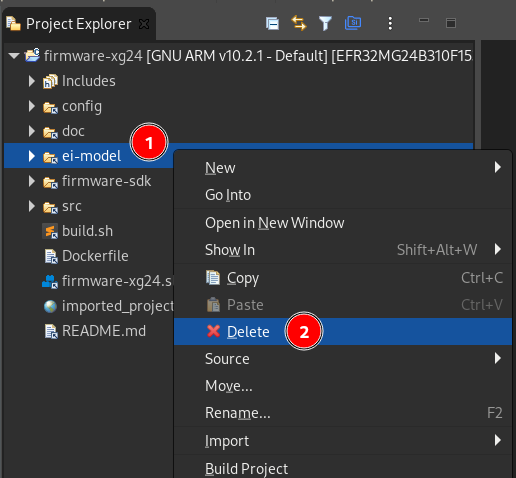 Project Explorer
firmware-xg24 [GNU ARM v10.2.1 - Default] [EFR32MG24B310F15
Includes
config
doc
1
ei-model
firmware-sdk
src
build.sh
Dockerfile
firmware-xg24.s
imported_project
README.md
New
Go Into
Open in New Window
Show In Shift+Alt+W
Copy Ctrl+C
Paste Ctrl+V
Delete 2
Source
Move...
Rename... F2
Import
Build Project